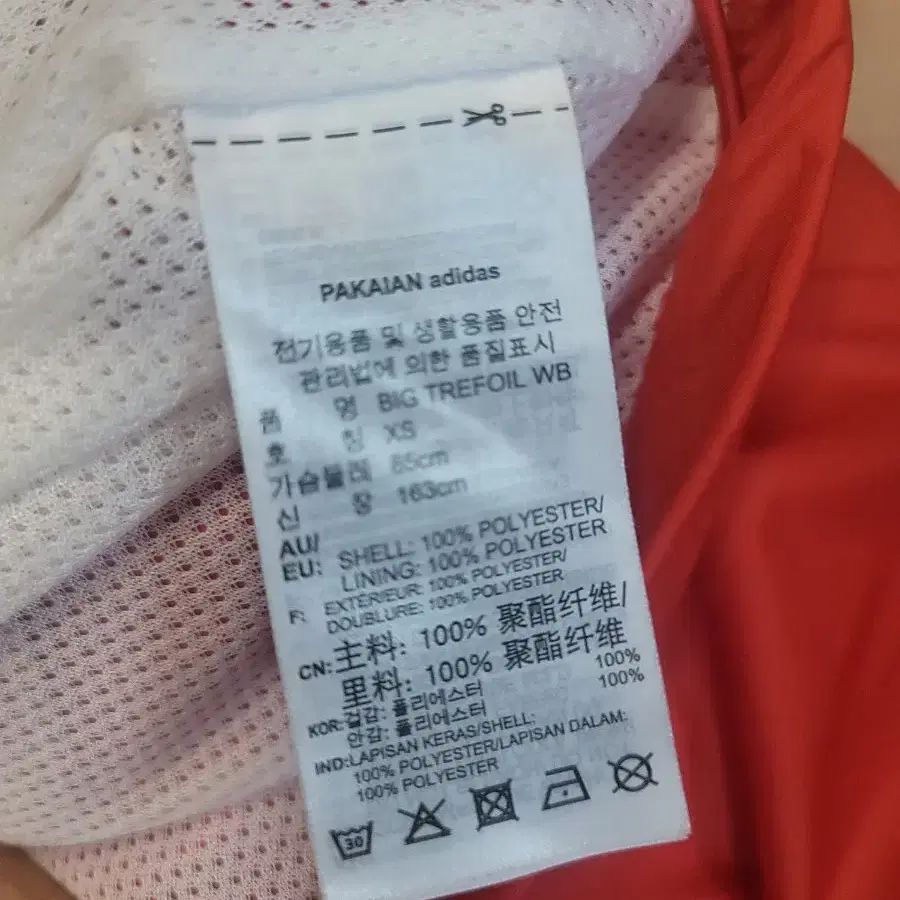 PAKAIAN adidas
전기용품 및 생활용품 안전
관리법에 의한 품질표시
품 명 BIG TREFOIL WB
호 칭 XS
가슴둘레 85cm
신 장 163cm
AU/
EU: SHELL: 100% POLYESTER/
LINING: 100% POLYESTER
F: EXTÉRIEUR: 100% POLYESTER/
DOUBLURE: 100% POLYESTER
CN: 主料: 100% 聚酯纤维/
里料: 100% 聚酯纤维
KOR: 겉감: 폴리에스터 100%
안감: 폴리에스터 100%
IND: LAPISAN KERAS/SHELL:
100% POLYESTER/LAPISAN DALAM:
100% POLYESTER
30